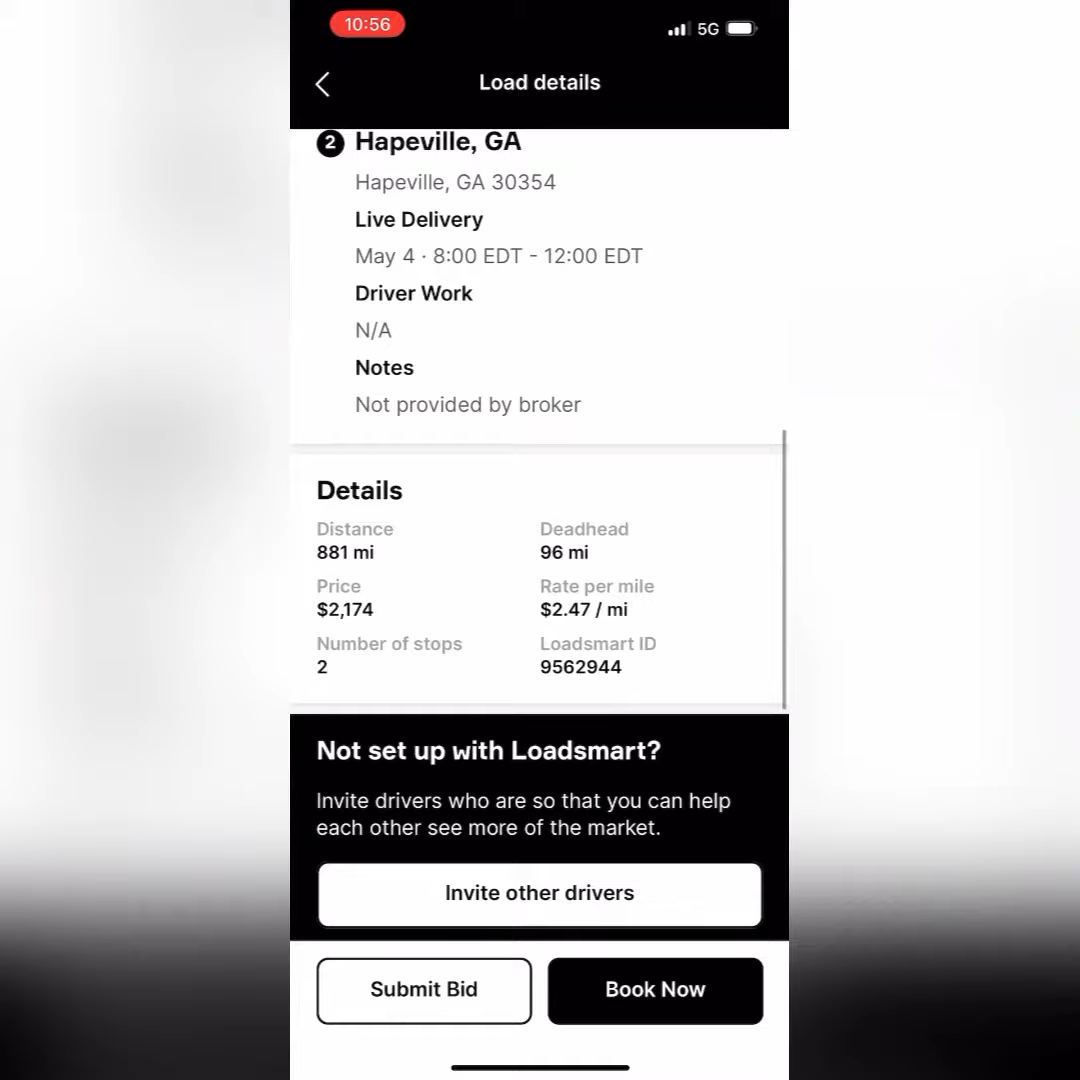 10:56
5G
Load details
2 Hapeville, GA
Hapeville, GA 30354
Live Delivery
May 4 · 8:00 EDT - 12:00 EDT
Driver Work
N/A
Notes
Not provided by broker
Details
Distance Deadhead
881 mi 96 mi
Price Rate per mile
$2,174 $2.47 / mi
Number of stops Loadsmart ID
2 9562944
Not set up with Loadsmart?
Invite drivers who are so that you can help
each other see more of the market.
Invite other drivers
Submit Bid Book Now